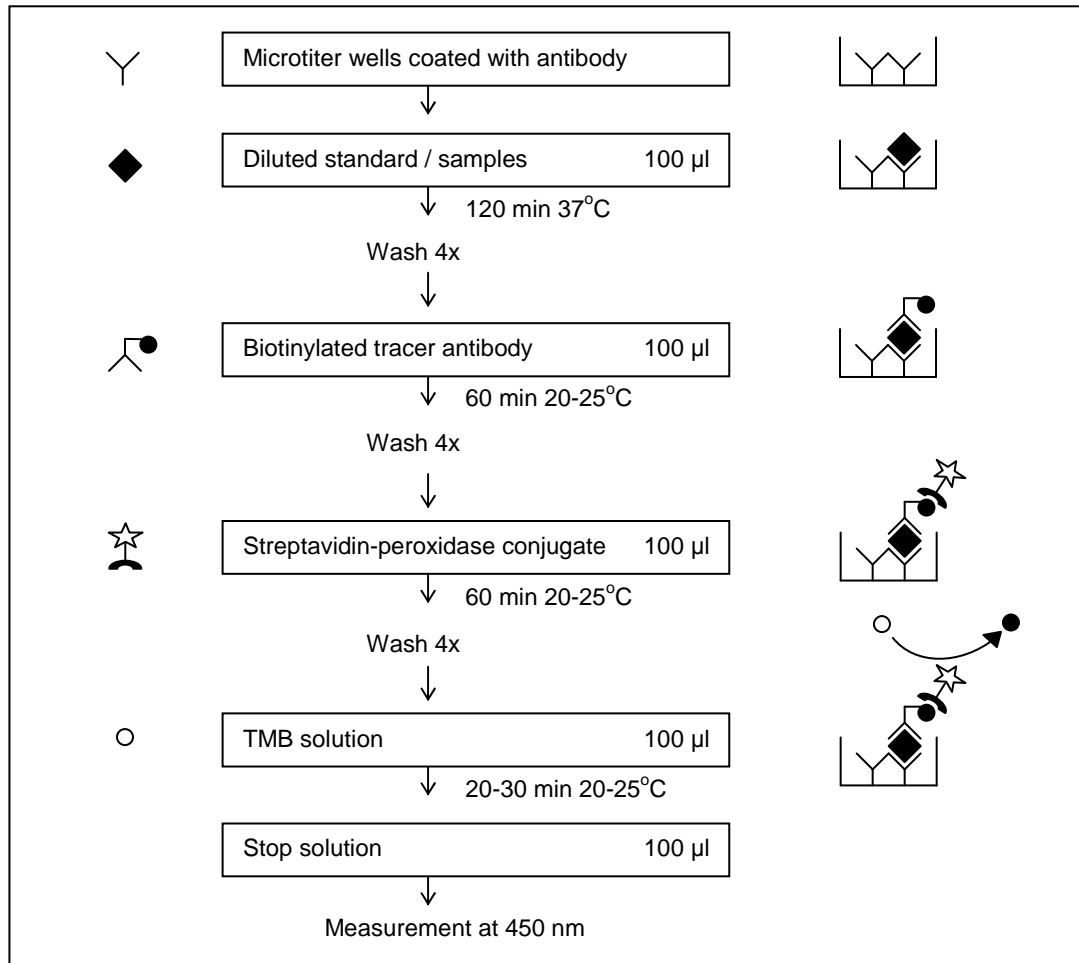 Microtiter wells coated with antibody
Diluted standard / samples 100 µl
120 min 37°C
Wash 4x
Biotinylated tracer antibody 100 µl
60 min 20-25°C
Wash 4x
Streptavidin-peroxidase conjugate 100 µl
60 min 20-25°C
Wash 4x
TMB solution 100 µl
20-30 min 20-25°C
Stop solution 100 µl
Measurement at 450 nm